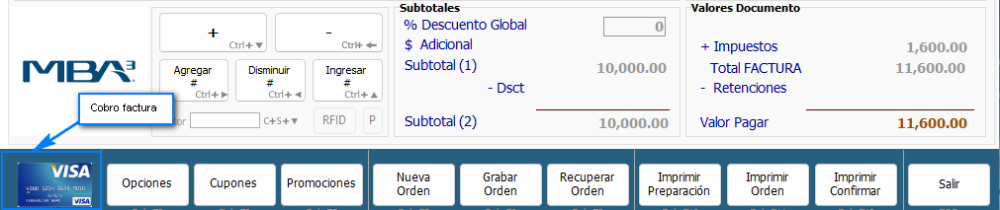 MBA3
Cobro factura
+
Ctrl+▼
-
Ctrl+ ←
Agregar
#
Ctrl+►
Disminuir
#
Ctrl+◄
Ingresar
#
Ctrl+▲
tor
C+S+▼
RFID
P
Subtotales
% Descuento Global
0
$ Adicional
Subtotal (1)
10,000.00
- Dsct
Subtotal (2)
10,000.00
Valores Documento
+ Impuestos
1,600.00
Total FACTURA
11,600.00
- Retenciones
Valor Pagar
11,600.00
VISA
VISA
Opciones
Cupones
Promociones
Nueva
Orden
Grabar
Orden
Recuperar
Orden
Imprimir
Preparación
Imprimir
Orden
Imprimir
Confirmar
Salir